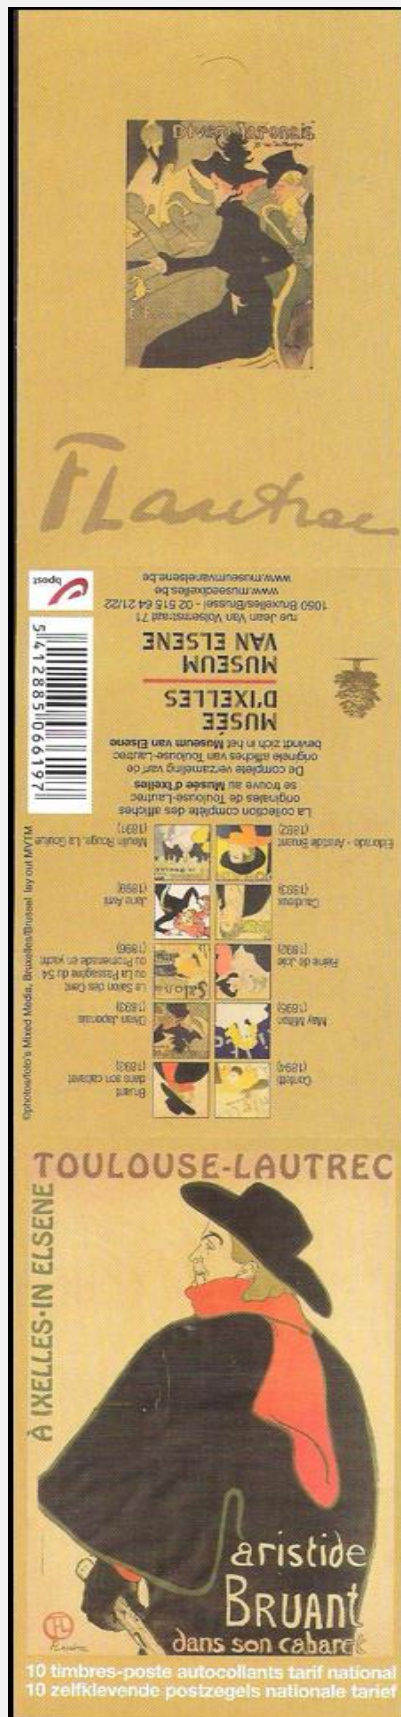 Divan Japonais
TLautrec
bpost
www.museumvanelsene.be
www.museedixelles.be
1050 Bruxelles/Brussel - 02 515 64 21/22
rue Jean Van Volsemstraat 71
MUSÉE
D'IXELLES
MUSEUM
VAN ELSENE
La collection complète des affiches
originales de Toulouse-Lautrec
se trouve au Musée d'Ixelles
De complete verzameling van de
originele affiches van Toulouse-Lautrec
bevindt zich in het Museum van Elsene
5412885066197
©photos/foto's Mixed Media, Bruxelles/Brussel lay out MVTM
Bruant
dans son cabaret
(1893)
Divan Japonais
(1893)
Le Salon des Cent
ou La Passagère du 54
ou Promenade en yacht
(1896)
Jane Avril
(1899)
Moulin Rouge, La Goulue
(1891)
Confetti
(1894)
May Milton
(1895)
Reine de Joie
(1892)
Caudieux
(1893)
Eldorado - Aristide Bruant
(1892)
TOULOUSE-LAUTREC
À IXELLES-IN ELSENE
aristide
BRUANT
dans son cabaret
10 timbres-poste autocollants tarif national
10 zelfklevende postzegels nationale tarief